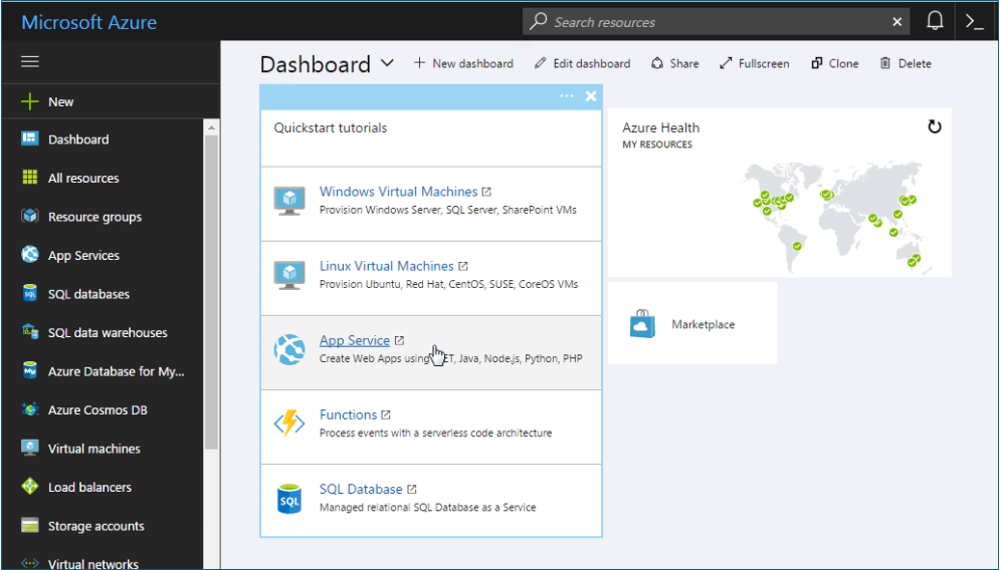 Microsoft Azure
Search resources
New
Dashboard
All resources
Resource groups
App Services
SQL databases
SQL data warehouses
Azure Database for My...
Azure Cosmos DB
Virtual machines
Load balancers
Storage accounts
Virtual networks
Dashboard
New dashboard
Edit dashboard
Share
Fullscreen
Clone
Delete
Quickstart tutorials
Windows Virtual Machines
Provision Windows Server, SQL Server, SharePoint VMs
Linux Virtual Machines
Provision Ubuntu, Red Hat, CentOS, SUSE, CoreOS VMs
App Service
Create Web Apps using ET, Java, Node.js, Python, PHP
Functions
Process events with a serverless code architecture
SQL
SQL Database
Managed relational SQL Database as a Service
Azure Health
MY RESOURCES
Marketplace